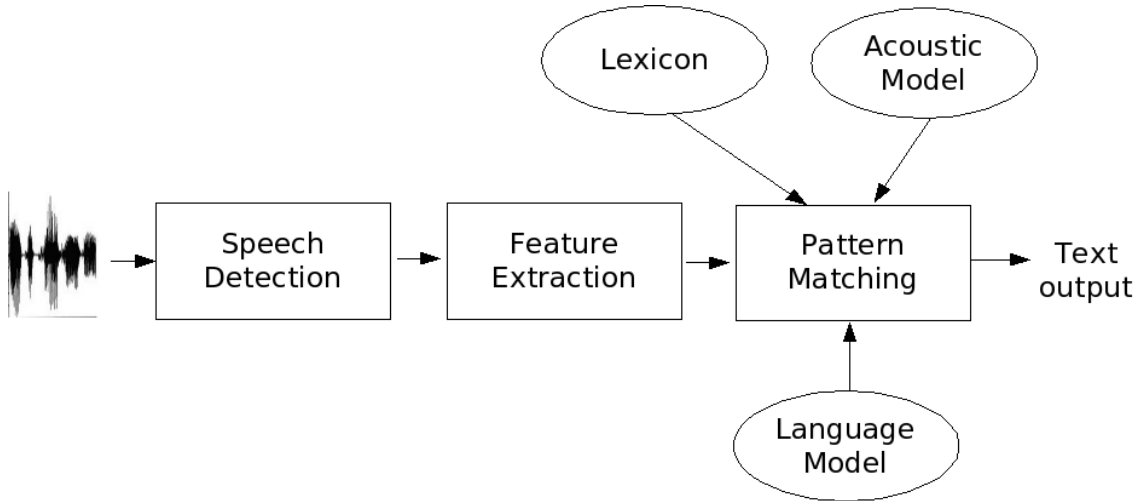 Lexicon
Acoustic
Model
Speech
Detection
Feature
Extraction
Pattern
Matching
Text
output
Language
Model